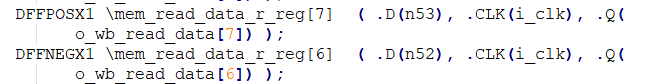 DFFPOSX1 \mem_read_data_r_reg[7]  ( .D(n53), .CLK(i_clk), .Q(
o_wb_read_data[7]) );
DFFNEGX1 \mem_read_data_r_reg[6]  ( .D(n52), .CLK(i_clk), .Q(
o_wb_read_data[6]) );